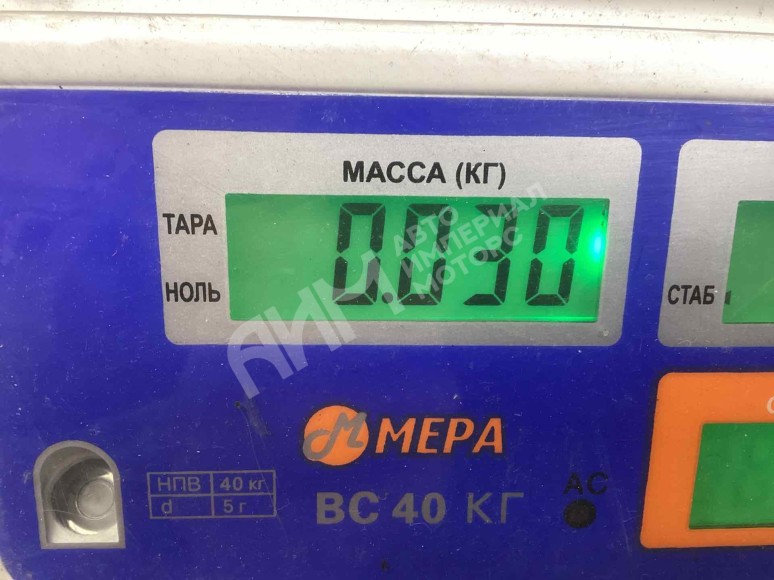 МАССА (КГ)
ТАРА
0.030
НОЛЬ
СТАБ
АИМ АВТО
ИМПЕРИАЛ
МОТОРС
МЕРА
НПВ 40 кг
d 5 г
ВС 40 КГ
AC